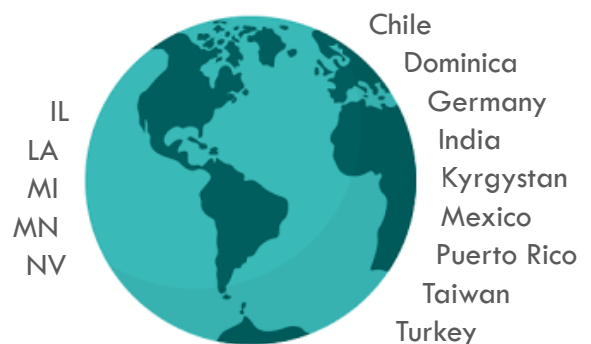 IL
LA
MI
MN
NV
Chile
Dominica
Germany
India
Kyrgystan
Mexico
Puerto Rico
Taiwan
Turkey